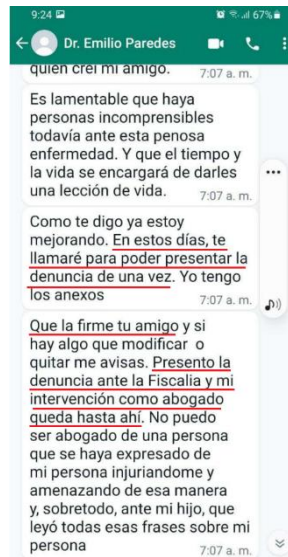 9:24 67%
Dr. Emilio Paredes
quien creí mi amigo. 7:07 a. m.
Es lamentable que haya
personas incomprensibles
todavía ante esta penosa
enfermedad. Y que el tiempo y
la vida se encargará de darles
una lección de vida. 7:07 a. m.
Como te digo ya estoy
mejorando. En estos días, te
llamaré para poder presentar la
denuncia de una vez. Yo tengo
los anexos 7:07 a. m.
Que la firme tu amigo y si
hay algo que modificar o
quitar me avisas. Presento la
denuncia ante la Fiscalia y mi
intervención como abogado
queda hasta ahí. No puedo
ser abogado de una persona
que se haya expresado de
mi persona injuriandome y
amenazando de esa manera
y, sobretodo, ante mi hijo, que
leyó todas esas frases sobre mi
persona 7:07 a. m.